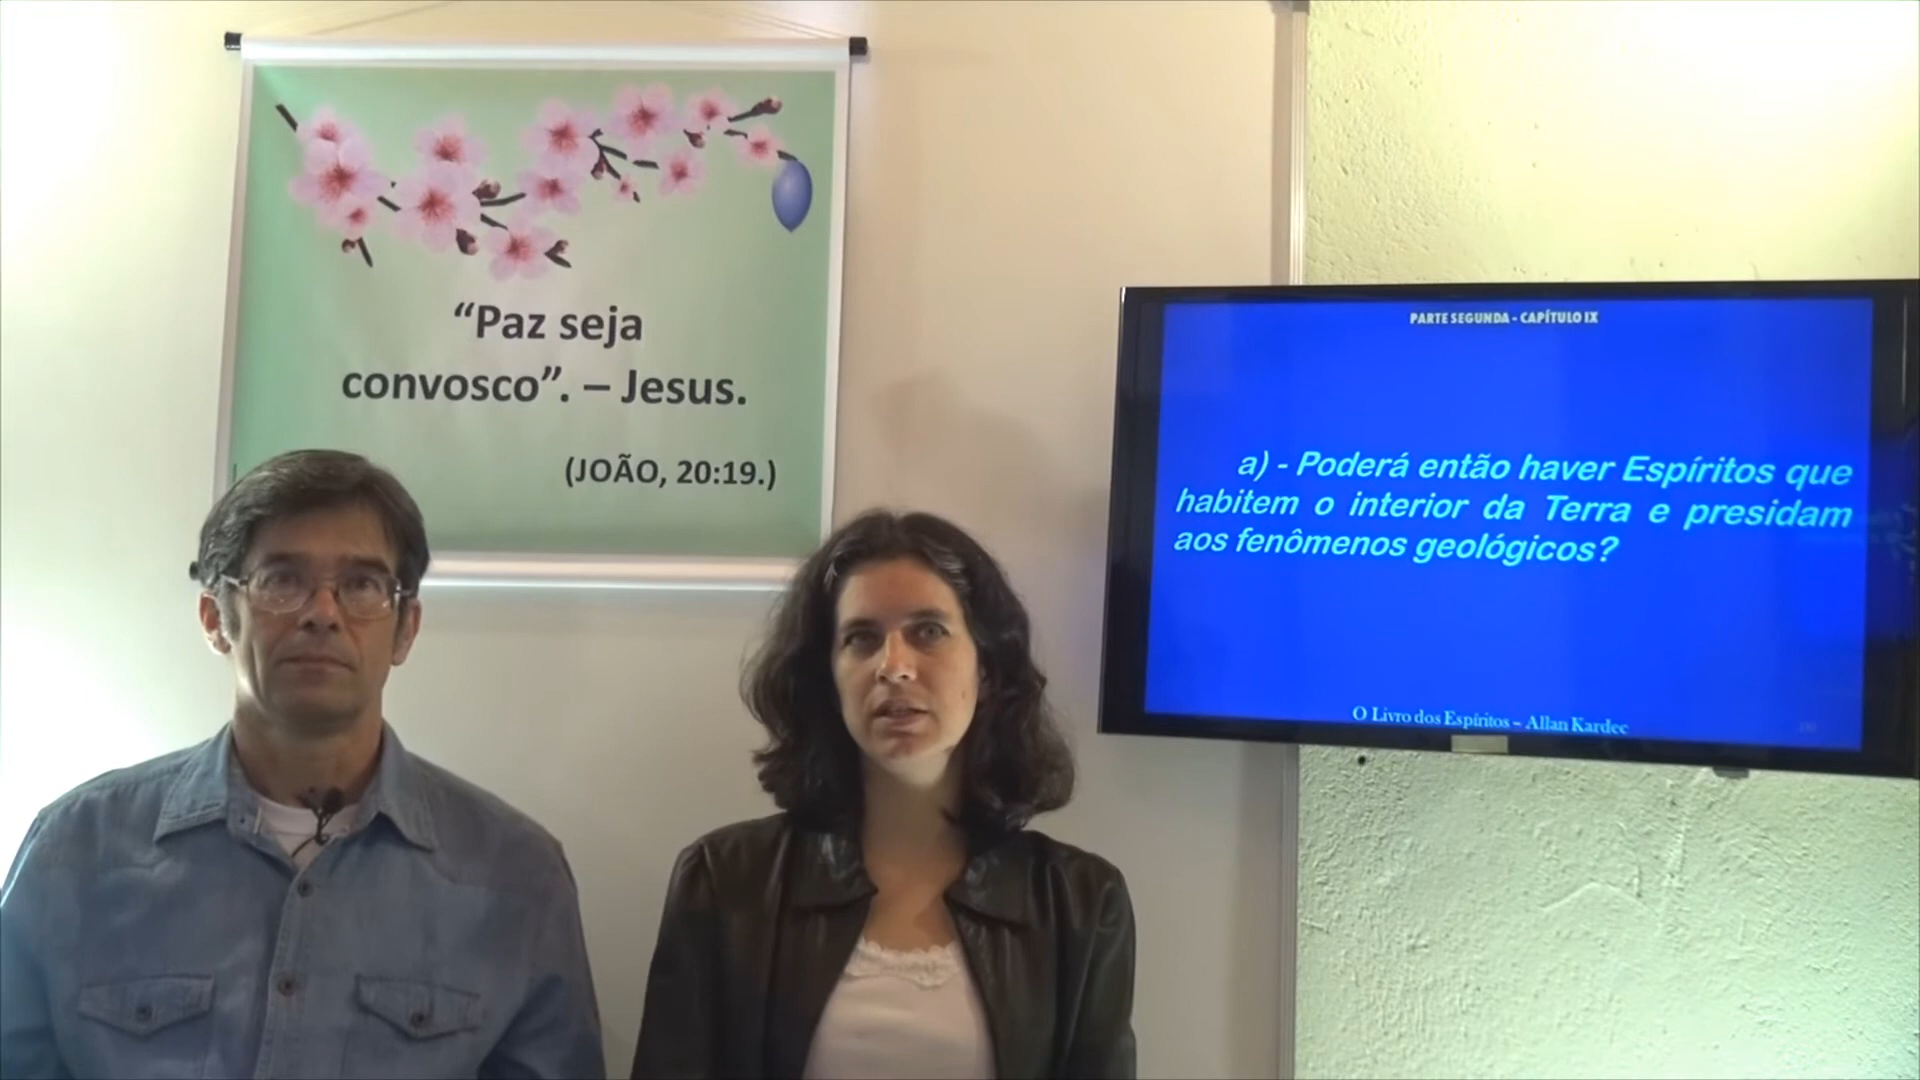 “Paz seja
convosco”. – Jesus.
(JOÃO, 20:19.)
PARTE SEGUNDA - CAPÍTULO IX
a) - Poderá então haver Espíritos que
habitem o interior da Terra e presidam
aos fenômenos geológicos?
O Livro dos Espíritos – Allan Kardec